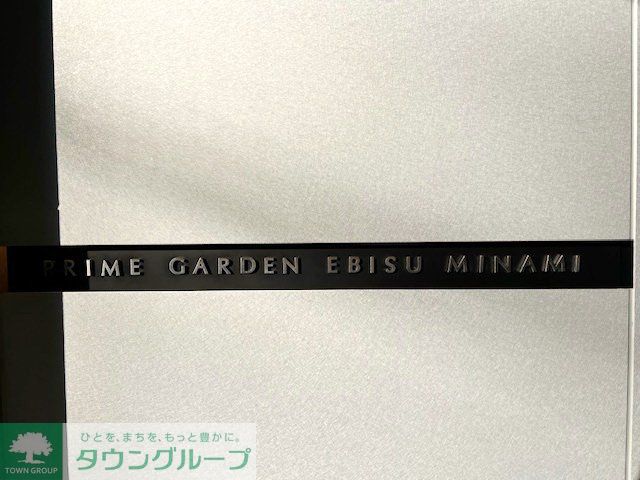 PRIME GARDEN EBISU MINAMI
ひとを、まちを、もっと豊かに。
TOWN GROUP
タウングループ